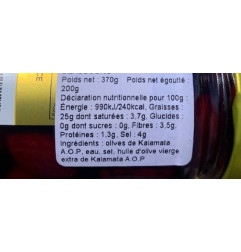 Poids net : 370g Poids net égoutté
200g
Déclaration nutritionnelle pour 100g :
Énergie : 990kJ/240kcal, Graisses :
25g dont saturées : 3,7g, Glucides :
0g dont sucres : 0g, Fibres : 3,5g,
Protéines : 1,3g, Sel : 4g
Ingrédients : olives de Kalamata
A.O.P, eau, sel, huile d'olive vierge
extra de Kalamata A.O.P